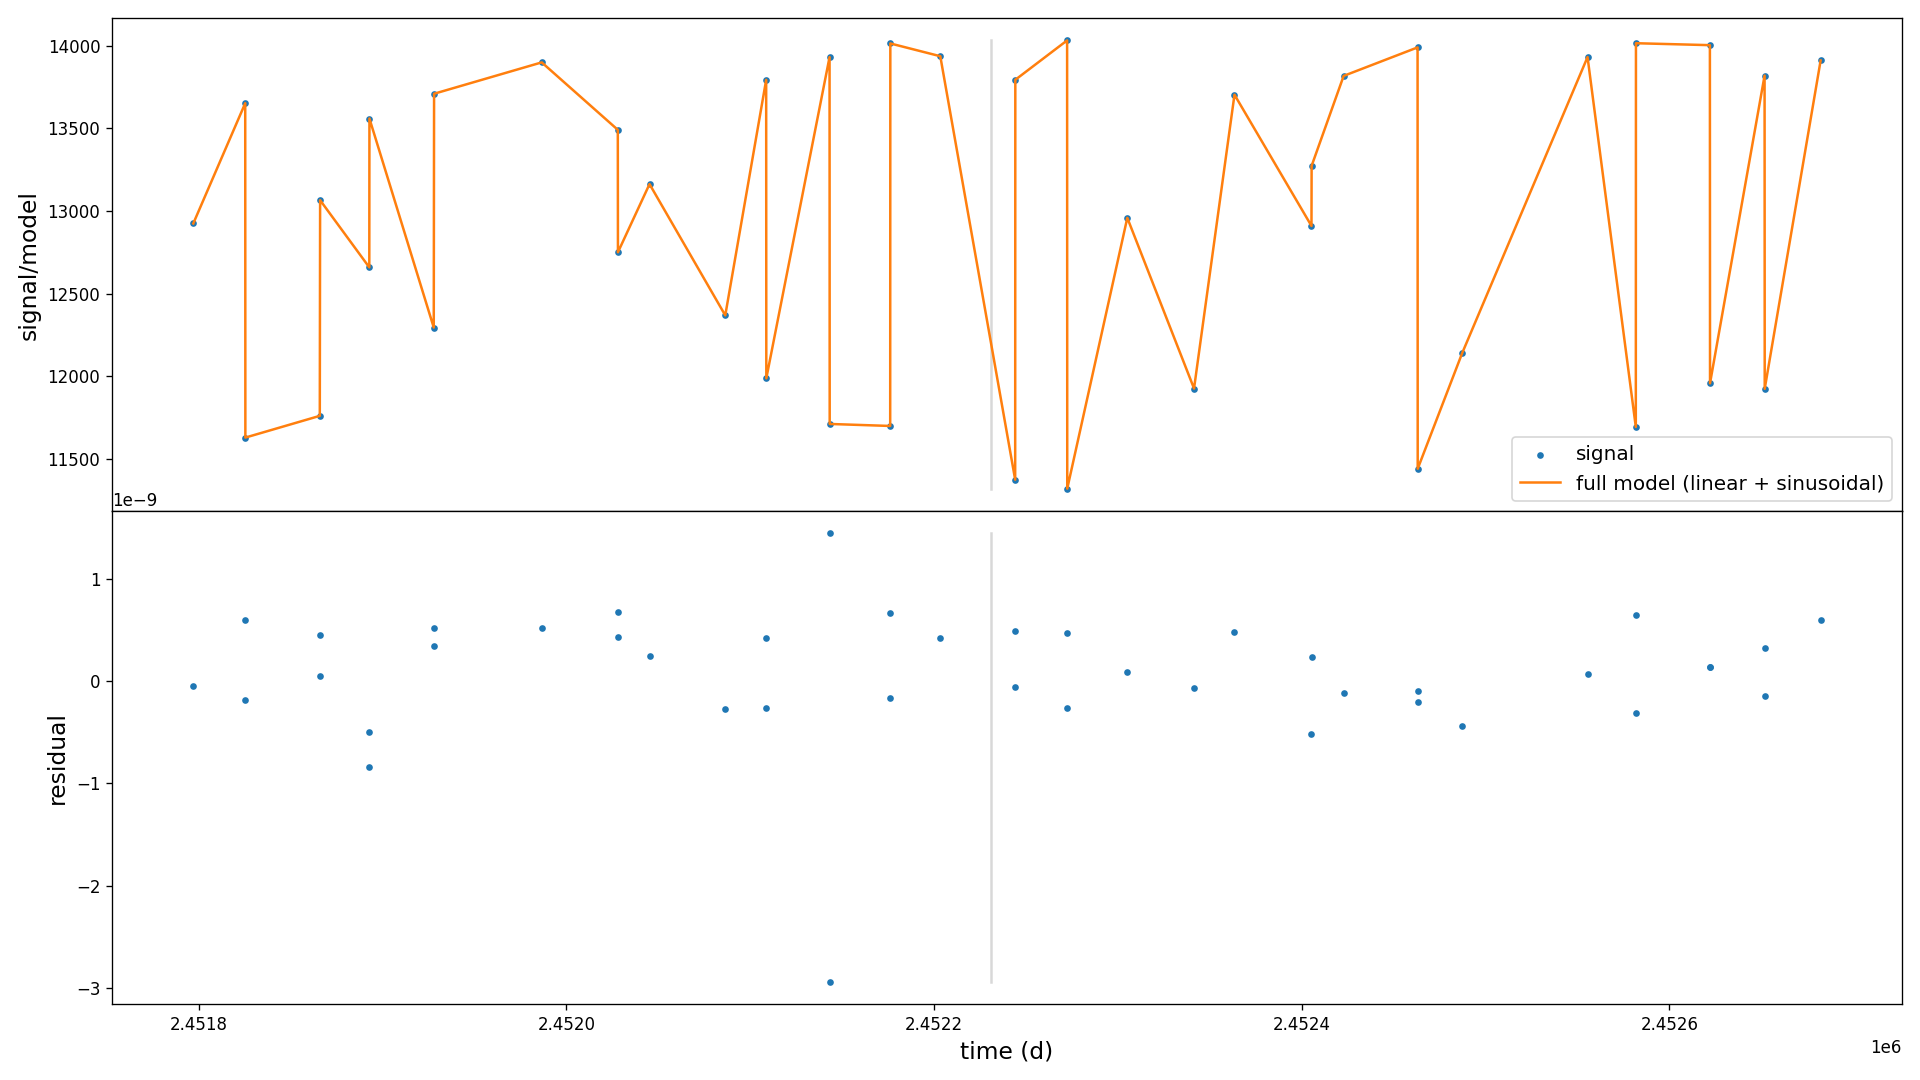 14000
13500
13000
12500
12000
11500
signal/model
signal
full model (linear + sinusoidal)
1e−9
1
0
−1
−2
−3
residual
2.4518
2.4520
2.4522
2.4524
2.4526
time (d)
1e6